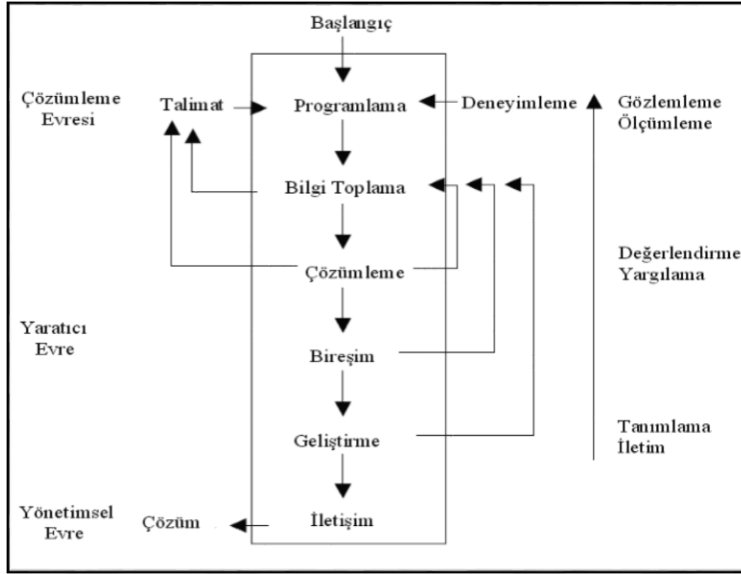 Başlangıç
Çözümleme
Evresi
Talimat
Programlama
Deneyimleme
Gözlemleme
Ölçümleme
Bilgi Toplama
Değerlendirme
Yargılama
Çözümleme
Yaratıcı
Evre
Bireşim
Geliştirme
Tanımlama
İletim
Yönetimsel
Evre
Çözüm
İletişim